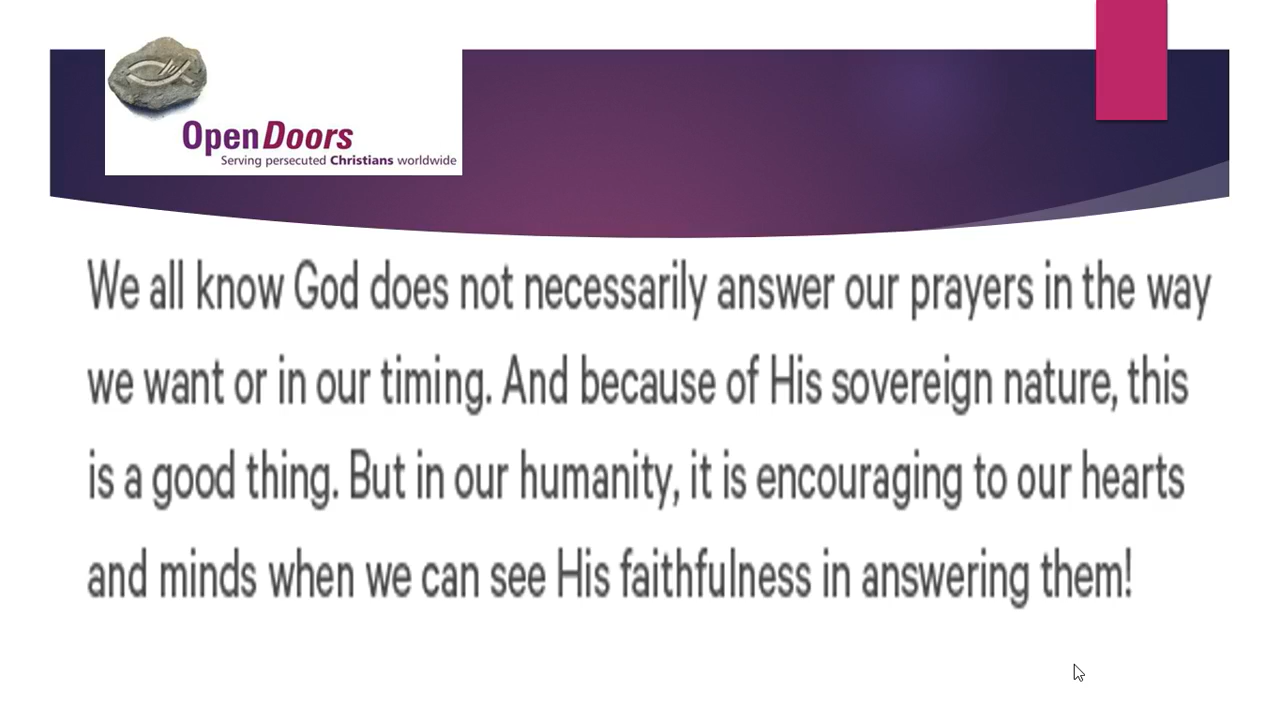 OpenDoors
Serving persecuted Christians worldwide
We all know God does not necessarily answer our prayers in the way
we want or in our timing. And because of His sovereign nature, this
is a good thing. But in our humanity, it is encouraging to our hearts
and minds when we can see His faithfulness in answering them!